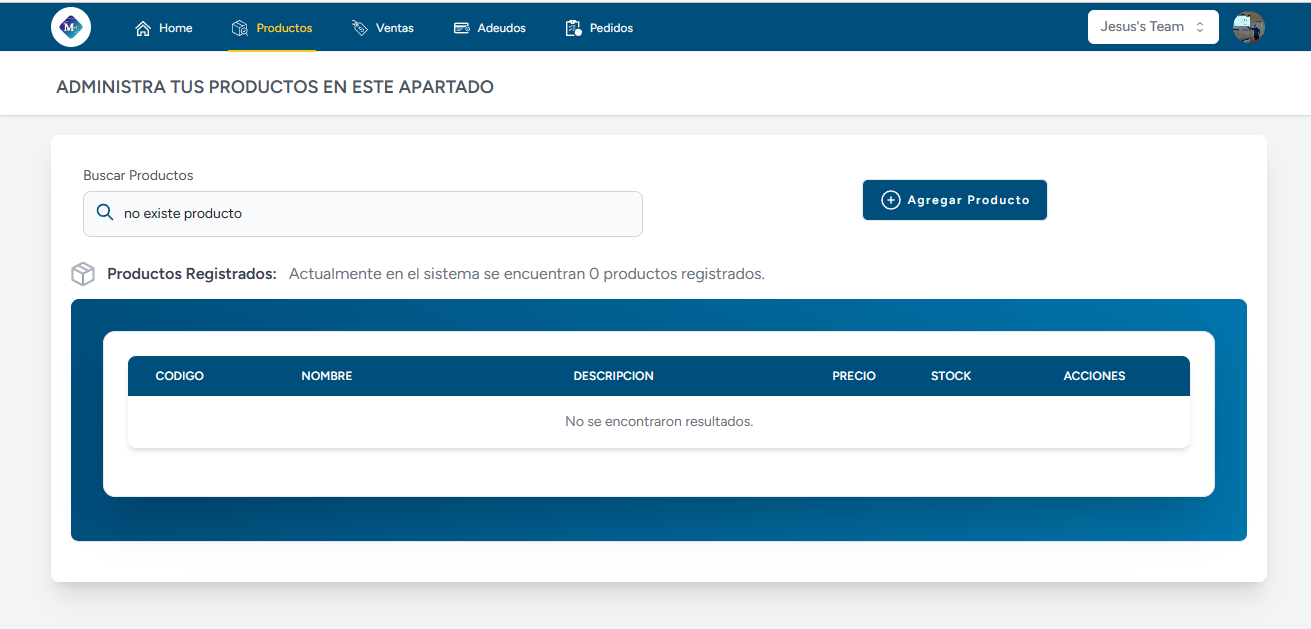 M
Home
Productos
Ventas
Adeudos
Pedidos
Jesus's Team
ADMINISTRA TUS PRODUCTOS EN ESTE APARTADO
Buscar Productos
no existe producto
Agregar Producto
Productos Registrados: Actualmente en el sistema se encuentran 0 productos registrados.
CODIGO NOMBRE DESCRIPCION PRECIO STOCK ACCIONES
No se encontraron resultados.